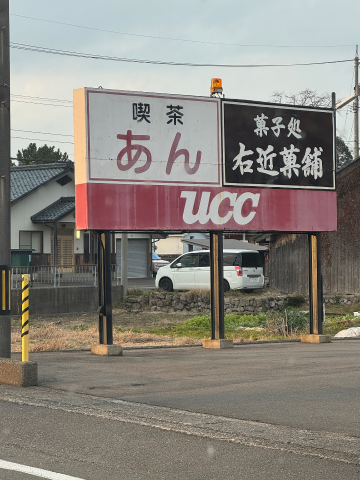 喫茶
あん
菓子処
右近菓舗
ucc